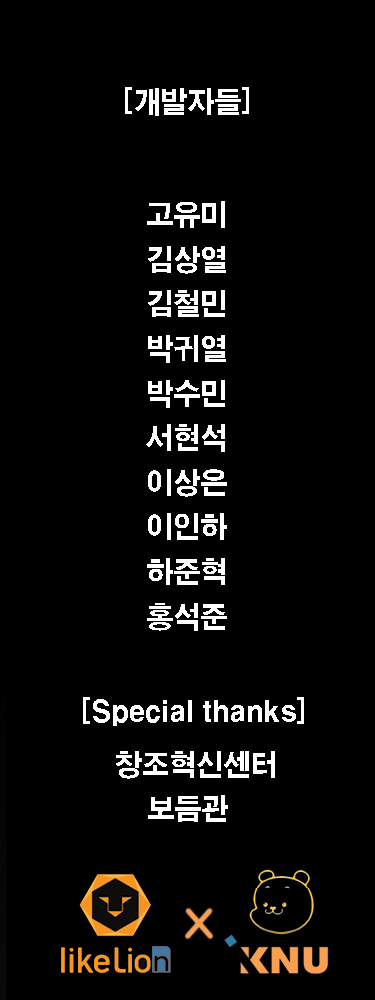 [개발자들]
고유미
김상열
김철민
박귀열
박수민
서현석
이상은
이인하
하준혁
홍석준
[Special thanks]
창조혁신센터
보듬관
likeLion X KNU